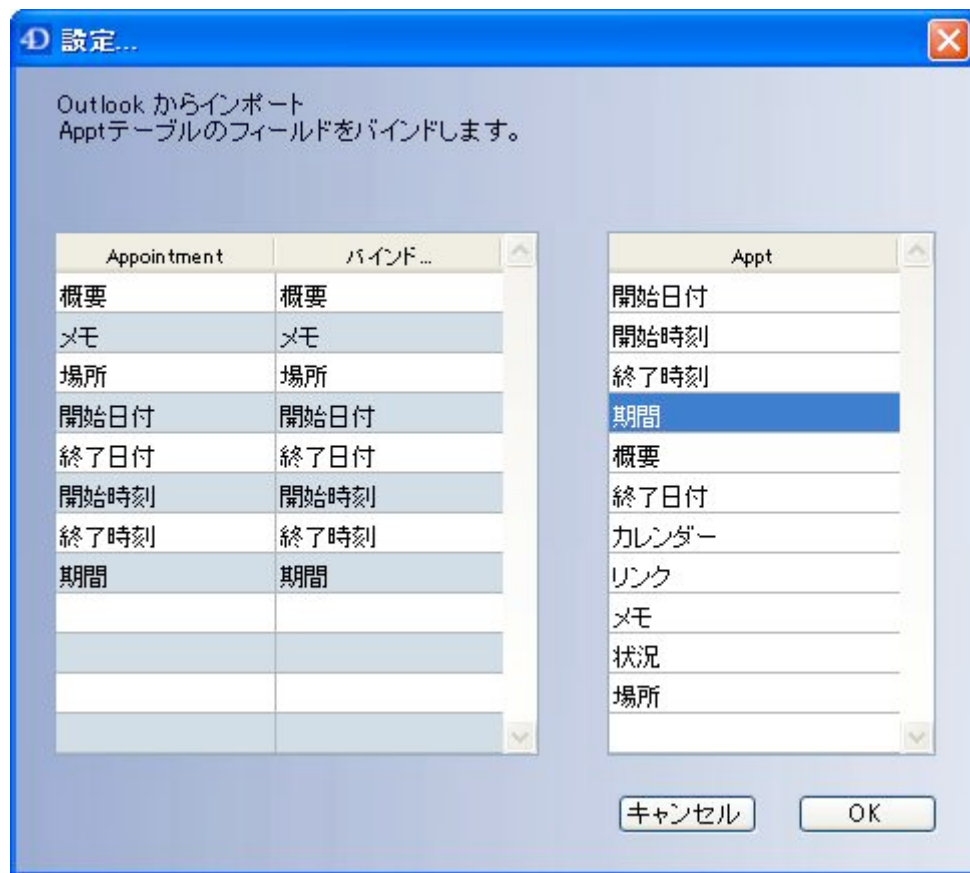 4D 設定...
Outlook からインポート
Apptテーブルのフィールドをバインドします。
Appointment バインド...
概要 概要
メモ メモ
場所 場所
開始日付 開始日付
終了日付 終了日付
開始時刻 開始時刻
終了時刻 終了時刻
期間 期間
Appt
開始日付
開始時刻
終了時刻
期間
概要
終了日付
カレンダー
リンク
メモ
状況
場所
キャンセル OK